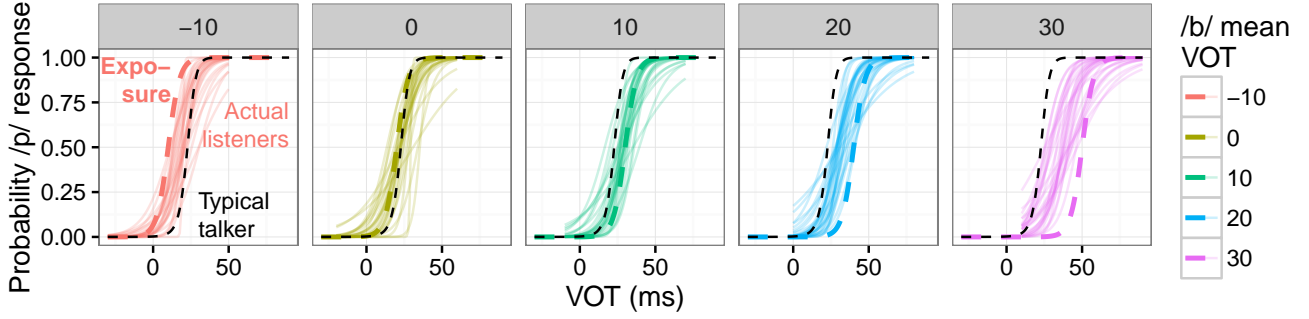 −10 0 10 20 30
Probability /p/ response
1.00
0.75
0.50
0.25
0.00
Expo−
sure
Actual
listeners
Typical
talker
0 50 0 50 0 50 0 50 0 50
VOT (ms)
/b/ mean
VOT
−10
0
10
20
30